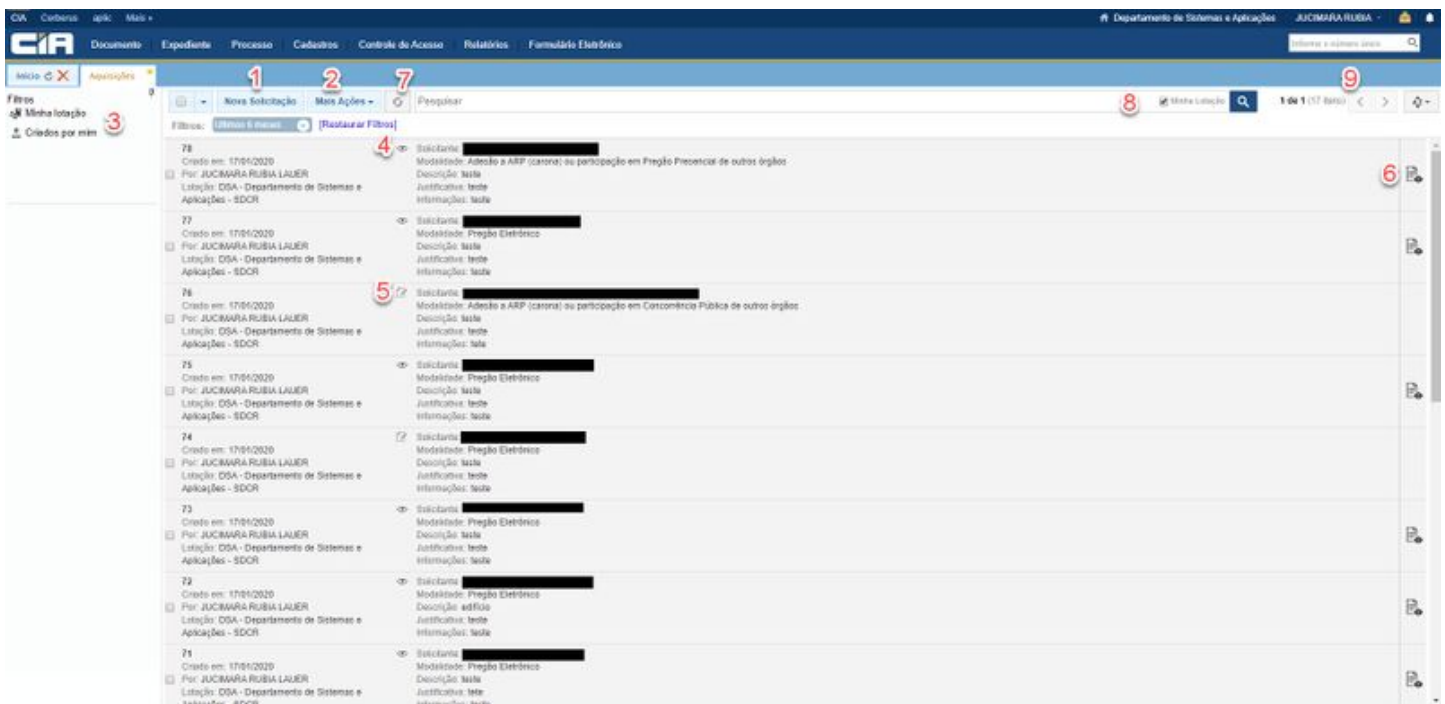 CIA Cerberus apic Mais
Departamento de Sistemas e Aplicações JUCIMARA RUBIA
CIA Documento Expediente Processo Cadastros Controle de Acesso Relatórios Formulário Eletrônico
Informe o número único
Início Aquisições
1 2 7 9
Filtros
Minha lotação
3
Criados por mim
Nova Solicitação Mais Ações Pesquisar 8 Minha Lotação 1 de 1 (57 itens)
Filtros: Últimos 6 meses [Restaurar Filtros]
78 4 Solicitante:
Criado em: 17/01/2020 Modalidade: Adesão a ARP (carona) ou participação em Pregão Presencial de outros órgãos
Por: JUCIMARA RUBIA LAUER Descrição: teste 6
Lotação: DSA - Departamento de Sistemas e Justificativa: teste
Aplicações - SDCR Informações: teste
77 Solicitante:
Criado em: 17/01/2020 Modalidade: Pregão Eletrônico
Por: JUCIMARA RUBIA LAUER Descrição: teste
Lotação: DSA - Departamento de Sistemas e Justificativa: teste
Aplicações - SDCR Informações: teste
76 5 Solicitante:
Criado em: 17/01/2020 Modalidade: Adesão a ARP (carona) ou participação em Concorrência Pública de outros órgãos
Por: JUCIMARA RUBIA LAUER Descrição: teste
Lotação: DSA - Departamento de Sistemas e Justificativa: teste
Aplicações - SDCR Informações:
75 Solicitante:
Criado em: 17/01/2020 Modalidade: Pregão Eletrônico
Por: JUCIMARA RUBIA LAUER Descrição: teste
Lotação: DSA - Departamento de Sistemas e Justificativa: teste
Aplicações - SDCR Informações: teste
74 Solicitante:
Criado em: 17/01/2020 Modalidade: Pregão Eletrônico
Por: JUCIMARA RUBIA LAUER Descrição: teste
Lotação: DSA - Departamento de Sistemas e Justificativa: teste
Aplicações - SDCR Informações: teste
73 Solicitante:
Criado em: 17/01/2020 Modalidade: Pregão Eletrônico
Por: JUCIMARA RUBIA LAUER Descrição: teste
Lotação: DSA - Departamento de Sistemas e Justificativa: teste
Aplicações - SDCR Informações: teste
72 Solicitante:
Criado em: 17/01/2020 Modalidade: Pregão Eletrônico
Por: JUCIMARA RUBIA LAUER Descrição: edifício
Lotação: DSA - Departamento de Sistemas e Justificativa: teste
Aplicações - SDCR Informações: teste
71 Solicitante:
Criado em: 17/01/2020 Modalidade: Pregão Eletrônico
Por: JUCIMARA RUBIA LAUER Descrição: teste
Lotação: DSA - Departamento de Sistemas e Justificativa: